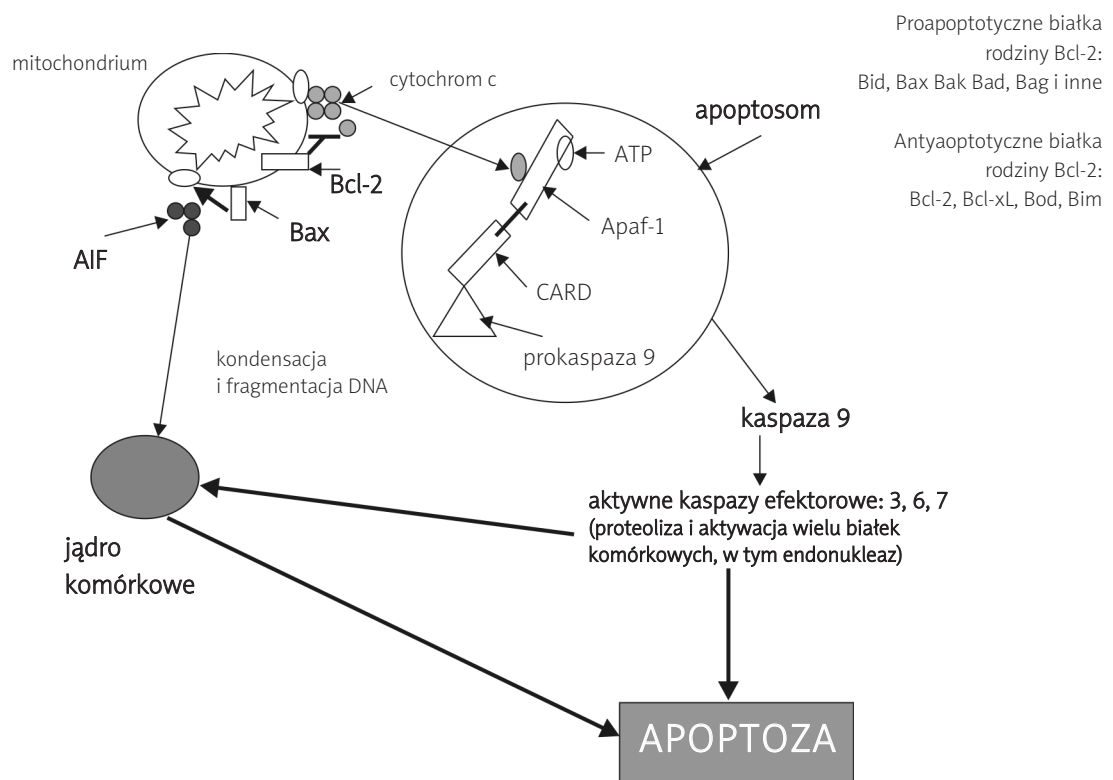 Proapoptotyczne białka
rodziny Bcl-2:
Bid, Bax Bak Bad, Bag i inne
Antyaoptotyczne białka
rodziny Bcl-2:
Bcl-2, Bcl-xL, Bod, Bim
mitochondrium
cytochrom c
apoptosom
ATP
Bcl-2
Apaf-1
Bax
AIF
CARD
prokaspaza 9
kondensacja
i fragmentacja DNA
kaspaza 9
aktywne kaspazy efektorowe: 3, 6, 7
(proteoliza i aktywacja wielu białek
komórkowych, w tym endonukleaz)
jądro
komórkowe
APOPTOZA